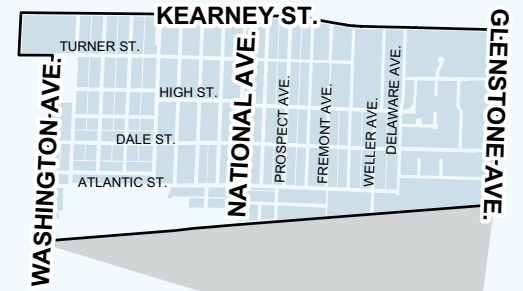 KEARNEY ST.
TURNER ST.
HIGH ST.
DALE ST.
ATLANTIC ST.
WASHINGTON AVE.
NATIONAL AVE.
PROSPECT AVE.
FREMONT AVE.
WELLER AVE.
DELAWARE AVE.
GLENSTONE AVE.